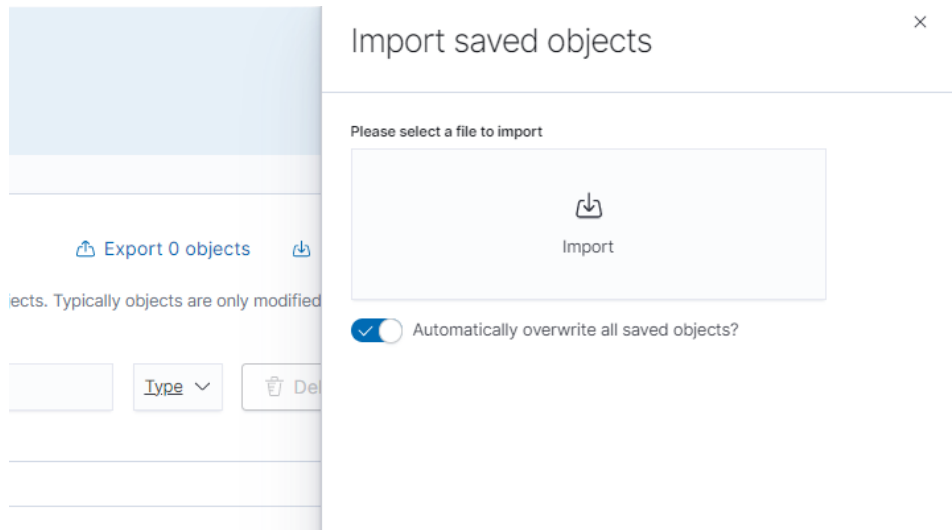 Import saved objects
Please select a file to import
Import
Export 0 objects
jects. Typically objects are only modified
Automatically overwrite all saved objects?
Type
Del